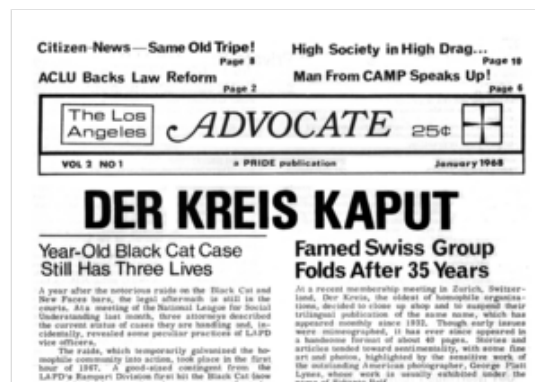 Citizen-News—Same Old Tripe!
Page 8
ACLU Backs Law Reform
Page 2
High Society in High Drag...
Page 10
Man From CAMP Speaks Up!
Page 6
The Los
Angeles
ADVOCATE
25¢
VOL 2 NO 1
a PRIDE publication
January 1968
DER KREIS KAPUT
Year-Old Black Cat Case
Still Has Three Lives
A year after the notorious raids on the Black Cat and
New Faces bars, the legal aftermath is still in the
courts. At a meeting of the National League for Social
Understanding last month, three attorneys described
the current status of cases they are handling and, in-
cidentally, revealed some peculiar practices of LAPD
vice officers.
The raids, which temporarily galvanized the ho-
mophile community into action, took place in the first
hour of 1967. A good-sized contingent from the
LAPD's Rampart Division first hit the Black Cat
Famed Swiss Group
Folds After 35 Years
At a recent membership meeting in Zurich, Switzer-
land, Der Kreis, the oldest of homophile organiza-
tions, decided to close up shop and to suspend their
trilingual publication of the same name, which has
appeared monthly since 1932. Though early issues
were mimeographed, it has ever since appeared in
a handsome format of about 40 pages. Stories and
articles tended toward sentimentality, with some fine
art and photos, highlighted by the sensitive work of
the outstanding American photographer, George Platt
Lynes, whose work is usually exhibited under the